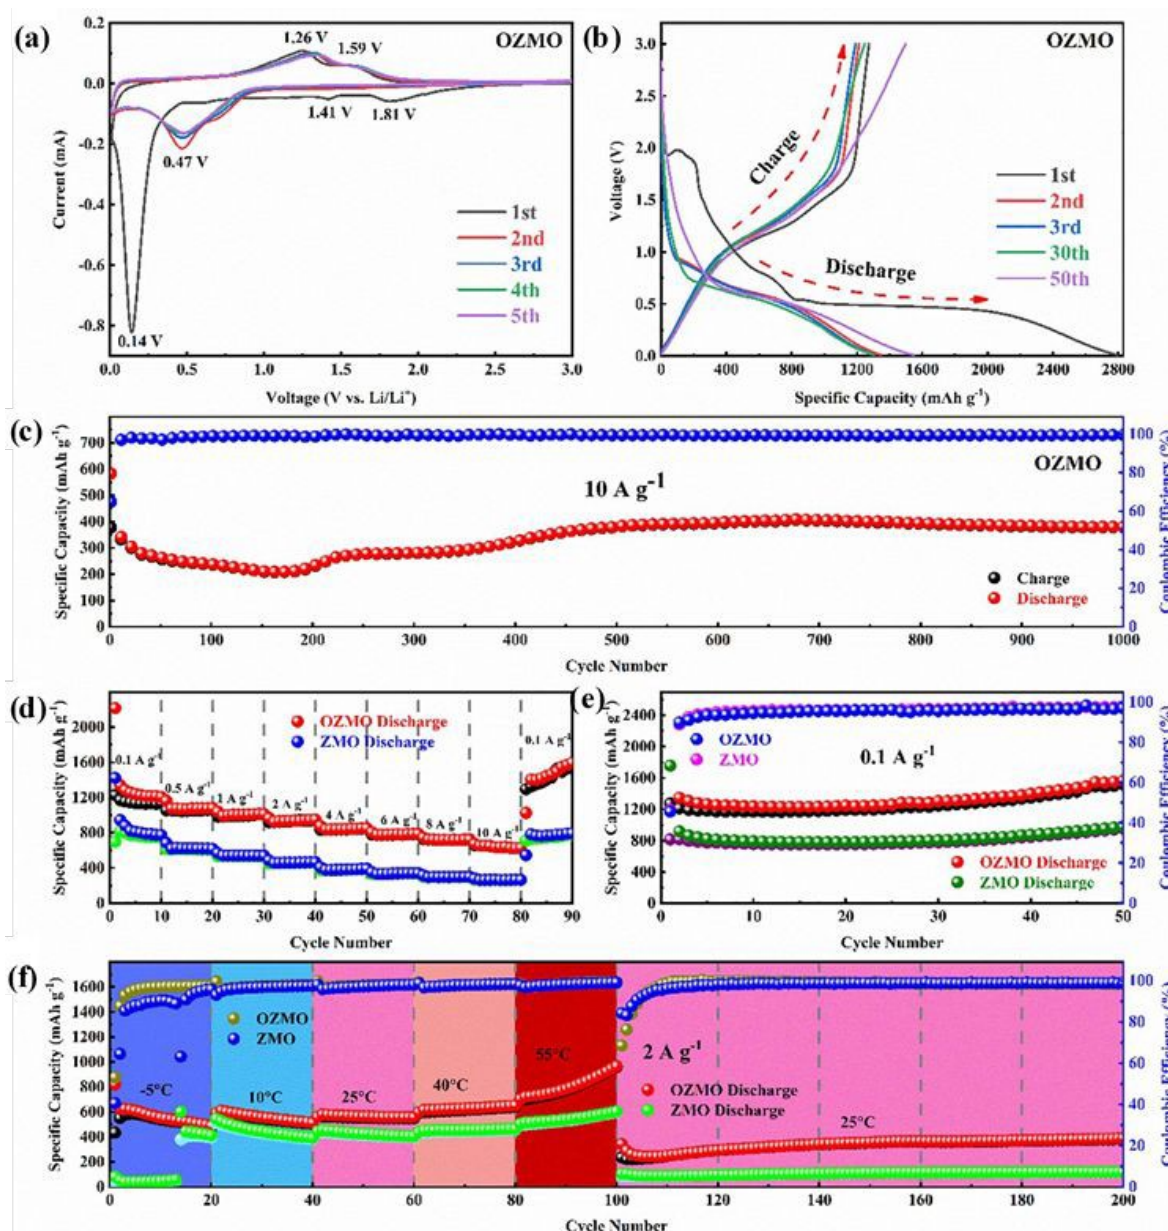 (a)
OZMO
1.26 V
1.59 V
1.41 V
1.81 V
0.47 V
0.14 V
1st
2nd
3rd
4th
5th
Current (mA)
0.2
0.0
-0.2
-0.4
-0.6
-0.8
0.0 0.5 1.0 1.5 2.0 2.5 3.0
Voltage (V vs. Li/Li⁺)
(b)
OZMO
Charge
Discharge
1st
2nd
3rd
30th
50th
Voltage (V)
3.0
2.5
2.0
1.5
1.0
0.5
0.0
0 400 800 1200 1600 2000 2400 2800
Specific Capacity (mAh g⁻¹)
(c)
OZMO
10 A g⁻¹
Charge
Discharge
Specific Capacity (mAh g⁻¹)
700
600
500
400
300
200
100
0
Coulombic Efficiency (%)
100
80
60
40
20
0
0 100 200 300 400 500 600 700 800 900 1000
Cycle Number
(d)
OZMO Discharge
ZMO Discharge
0.1 A g⁻¹
0.5 A g⁻¹
1 A g⁻¹
2 A g⁻¹
4 A g⁻¹
6 A g⁻¹
8 A g⁻¹
10 A g⁻¹
0.1 A g⁻¹
Specific Capacity (mAh g⁻¹)
2000
1600
1200
800
400
0
0 10 20 30 40 50 60 70 80 90
Cycle Number
(e)
OZMO
ZMO
0.1 A g⁻¹
OZMO Discharge
ZMO Discharge
Specific Capacity (mAh g⁻¹)
2400
2000
1600
1200
800
400
0
Coulombic Efficiency (%)
100
80
60
40
20
0
0 10 20 30 40 50
Cycle Number
(f)
OZMO
ZMO
-5°C
10°C
25°C
40°C
55°C
2 A g⁻¹
OZMO Discharge
ZMO Discharge
25°C
Specific Capacity (mAh g⁻¹)
1600
1400
1200
1000
800
600
400
200
0
Coulombic Efficiency (%)
100
80
60
40
20
0
0 20 40 60 80 100 120 140 160 180 200
Cycle Number